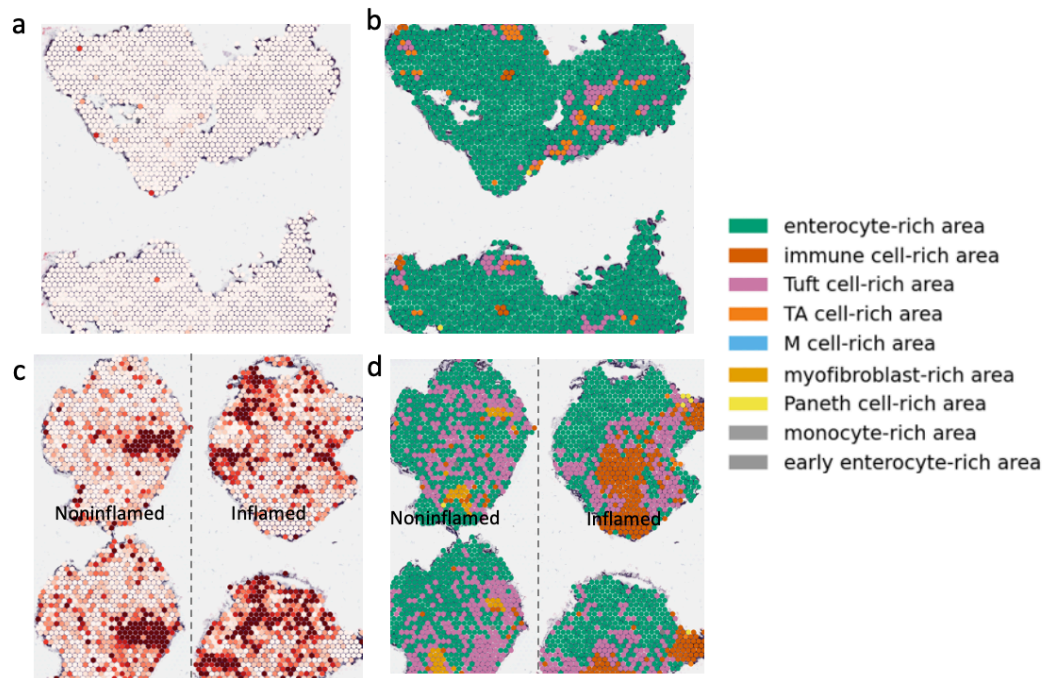 a
b
enterocyte-rich area
immune cell-rich area
Tuft cell-rich area
TA cell-rich area
M cell-rich area
myofibroblast-rich area
Paneth cell-rich area
monocyte-rich area
early enterocyte-rich area
c
d
Noninflamed
Inflamed
Noninflamed
Inflamed